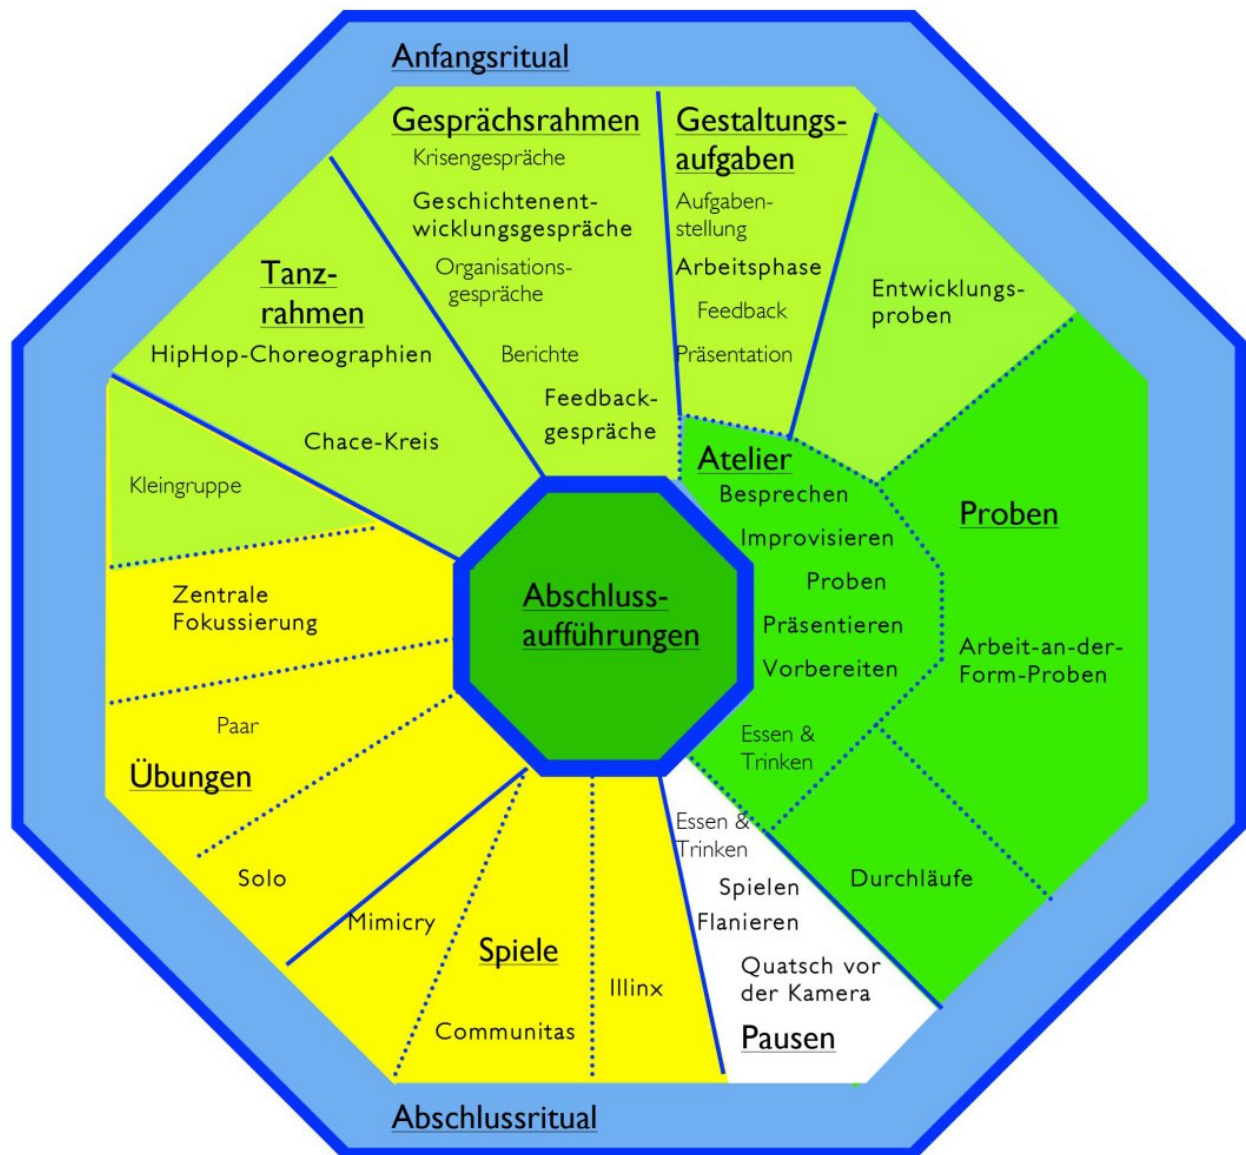 Anfangsritual
Gesprächsrahmen
Krisengespräche
Geschichtenent-
wicklungsgespräche
Organisations-
gespräche
Berichte
Feedback-
gespräche
Gestaltungs-
aufgaben
Aufgaben-
stellung
Arbeitsphase
Feedback
Präsentation
Entwicklungs-
proben
Tanz-
rahmen
HipHop-Choreographien
Chace-Kreis
Kleingruppe
Zentrale
Fokussierung
Paar
Übungen
Solo
Abschluss-
aufführungen
Atelier
Besprechen
Improvisieren
Proben
Präsentieren
Vorbereiten
Essen &
Trinken
Proben
Arbeit-an-der-
Form-Proben
Durchläufe
Mimicry
Spiele
Communitas
Illinx
Essen &
Trinken
Spielen
Flanieren
Quatsch vor
der Kamera
Pausen
Abschlussritual